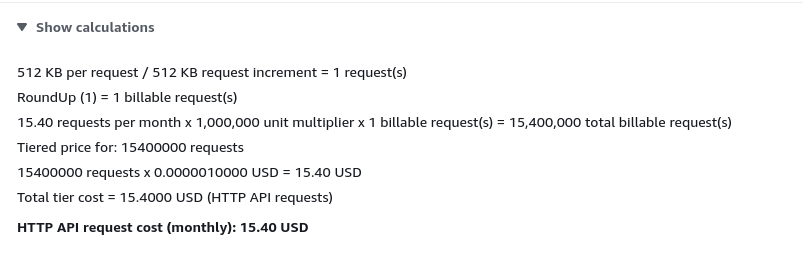 Show calculations
512 KB per request / 512 KB request increment = 1 request(s)
RoundUp (1) = 1 billable request(s)
15.40 requests per month x 1,000,000 unit multiplier x 1 billable request(s) = 15,400,000 total billable request(s)
Tiered price for: 15400000 requests
15400000 requests x 0.0000010000 USD = 15.40 USD
Total tier cost = 15.4000 USD (HTTP API requests)
HTTP API request cost (monthly): 15.40 USD